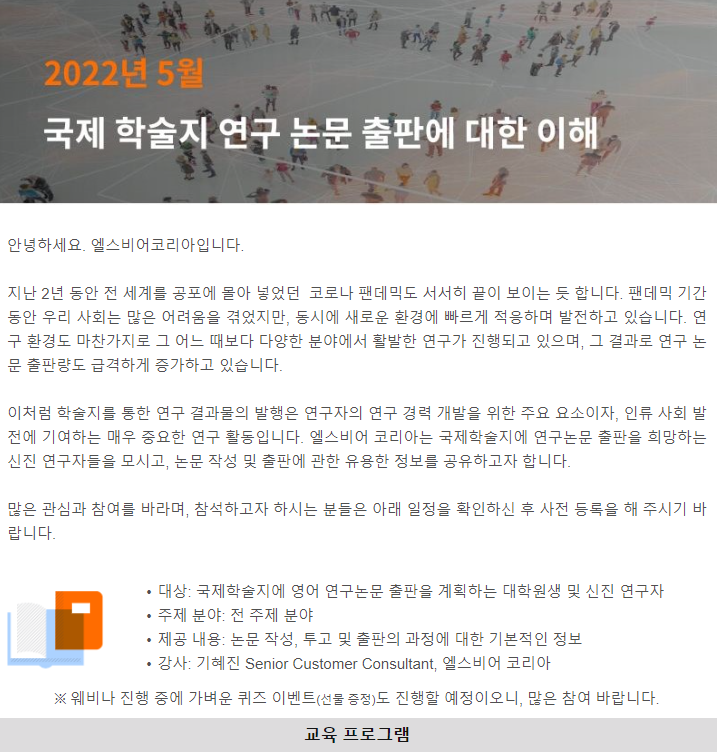 2022년 5월
국제 학술지 연구 논문 출판에 대한 이해
안녕하세요. 엘스비어코리아입니다.
지난 2년 동안 전 세계를 공포에 몰아 넣었던  코로나 팬데믹도 서서히 끝이 보이는 듯 합니다. 팬데믹 기간
동안 우리 사회는 많은 어려움을 겪었지만, 동시에 새로운 환경에 빠르게 적응하며 발전하고 있습니다. 연
구 환경도 마찬가지로 그 어느 때보다 다양한 분야에서 활발한 연구가 진행되고 있으며, 그 결과로 연구 논
문 출판량도 급격하게 증가하고 있습니다.
이처럼 학술지를 통한 연구 결과물의 발행은 연구자의 연구 경력 개발을 위한 주요 요소이자, 인류 사회 발
전에 기여하는 매우 중요한 연구 활동입니다. 엘스비어 코리아는 국제학술지에 연구논문 출판을 희망하는
신진 연구자들을 모시고, 논문 작성 및 출판에 관한 유용한 정보를 공유하고자 합니다.
많은 관심과 참여를 바라며, 참석하고자 하시는 분들은 아래 일정을 확인하신 후 사전 등록을 해 주시기 바
랍니다.
• 대상: 국제학술지에 영어 연구논문 출판을 계획하는 대학원생 및 신진 연구자
• 주제 분야: 전 주제 분야
• 제공 내용: 논문 작성, 투고 및 출판의 과정에 대한 기본적인 정보
• 강사: 기혜진 Senior Customer Consultant, 엘스비어 코리아
※ 웨비나 진행 중에 가벼운 퀴즈 이벤트(선물 증정)도 진행할 예정이오니, 많은 참여 바랍니다.
교육 프로그램